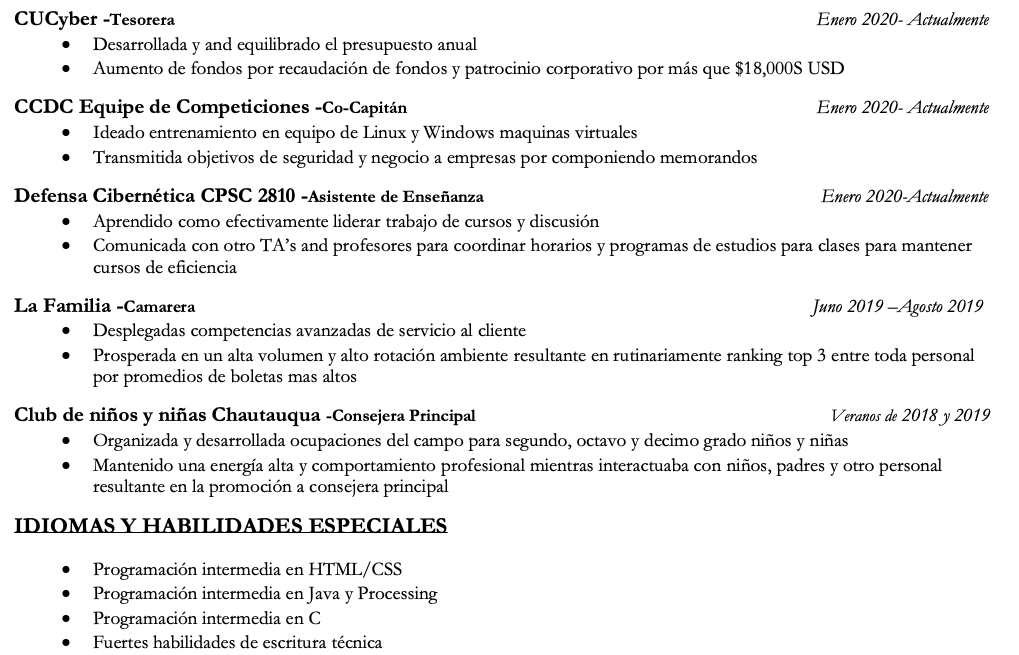 CUCyber -Tesorera Enero 2020- Actualmente
• Desarrollada y and equilibrado el presupuesto anual
• Aumento de fondos por recaudación de fondos y patrocinio corporativo por más que $18,000S USD
CCDC Equipe de Competiciones -Co-Capitán Enero 2020- Actualmente
• Ideado entrenamiento en equipo de Linux y Windows maquinas virtuales
• Transmitida objetivos de seguridad y negocio a empresas por componiendo memorandos
Defensa Cibernética CPSC 2810 -Asistente de Enseñanza Enero 2020-Actualmente
• Aprendido como efectivamente liderar trabajo de cursos y discusión
• Comunicada con otro TA's and profesores para coordinar horarios y programas de estudios para clases para mantener
cursos de eficiencia
La Familia -Camarera Juno 2019 –Agosto 2019
• Desplegadas competencias avanzadas de servicio al cliente
• Prosperada en un alta volumen y alto rotación ambiente resultante en rutinariamente ranking top 3 entre toda personal
por promedios de boletas mas altos
Club de niños y niñas Chautauqua -Consejera Principal Veranos de 2018 y 2019
• Organizada y desarrollada ocupaciones del campo para segundo, octavo y decimo grado niños y niñas
• Mantenido una energía alta y comportamiento profesional mientras interactuaba con niños, padres y otro personal
resultante en la promoción a consejera principal
IDIOMAS Y HABILIDADES ESPECIALES
• Programación intermedia en HTML/CSS
• Programación intermedia en Java y Processing
• Programación intermedia en C
• Fuertes habilidades de escritura técnica